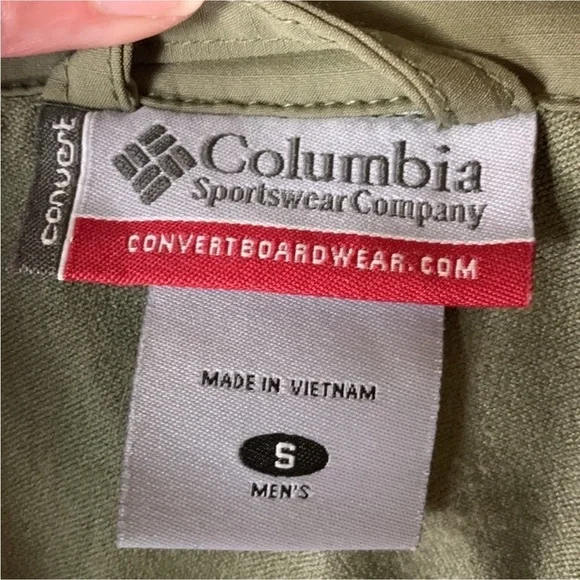 convert
Columbia
Sportswear Company
CONVERTBOARDWEAR.COM
MADE IN VIETNAM
S
MEN'S